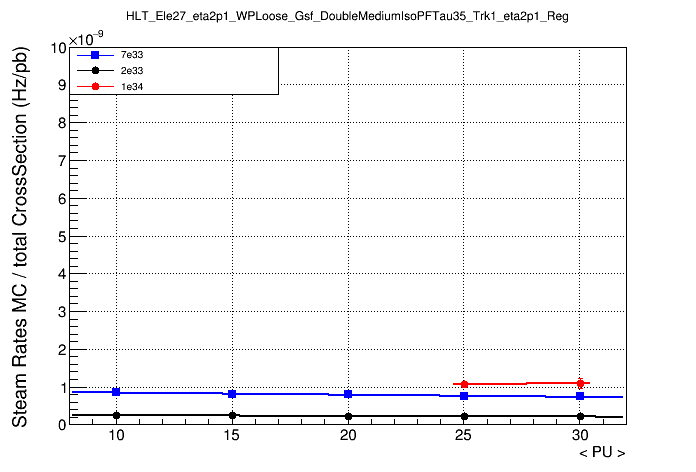 HLT_Ele27_eta2p1_WPLoose_Gsf_DoubleMediumIsoPFTau35_Trk1_eta2p1_Reg
×10⁻⁹
7e33
2e33
1e34
Steam Rates MC / total CrossSection (Hz/pb)
10
9
8
7
6
5
4
3
2
1
0
10 15 20 25 30
< PU >